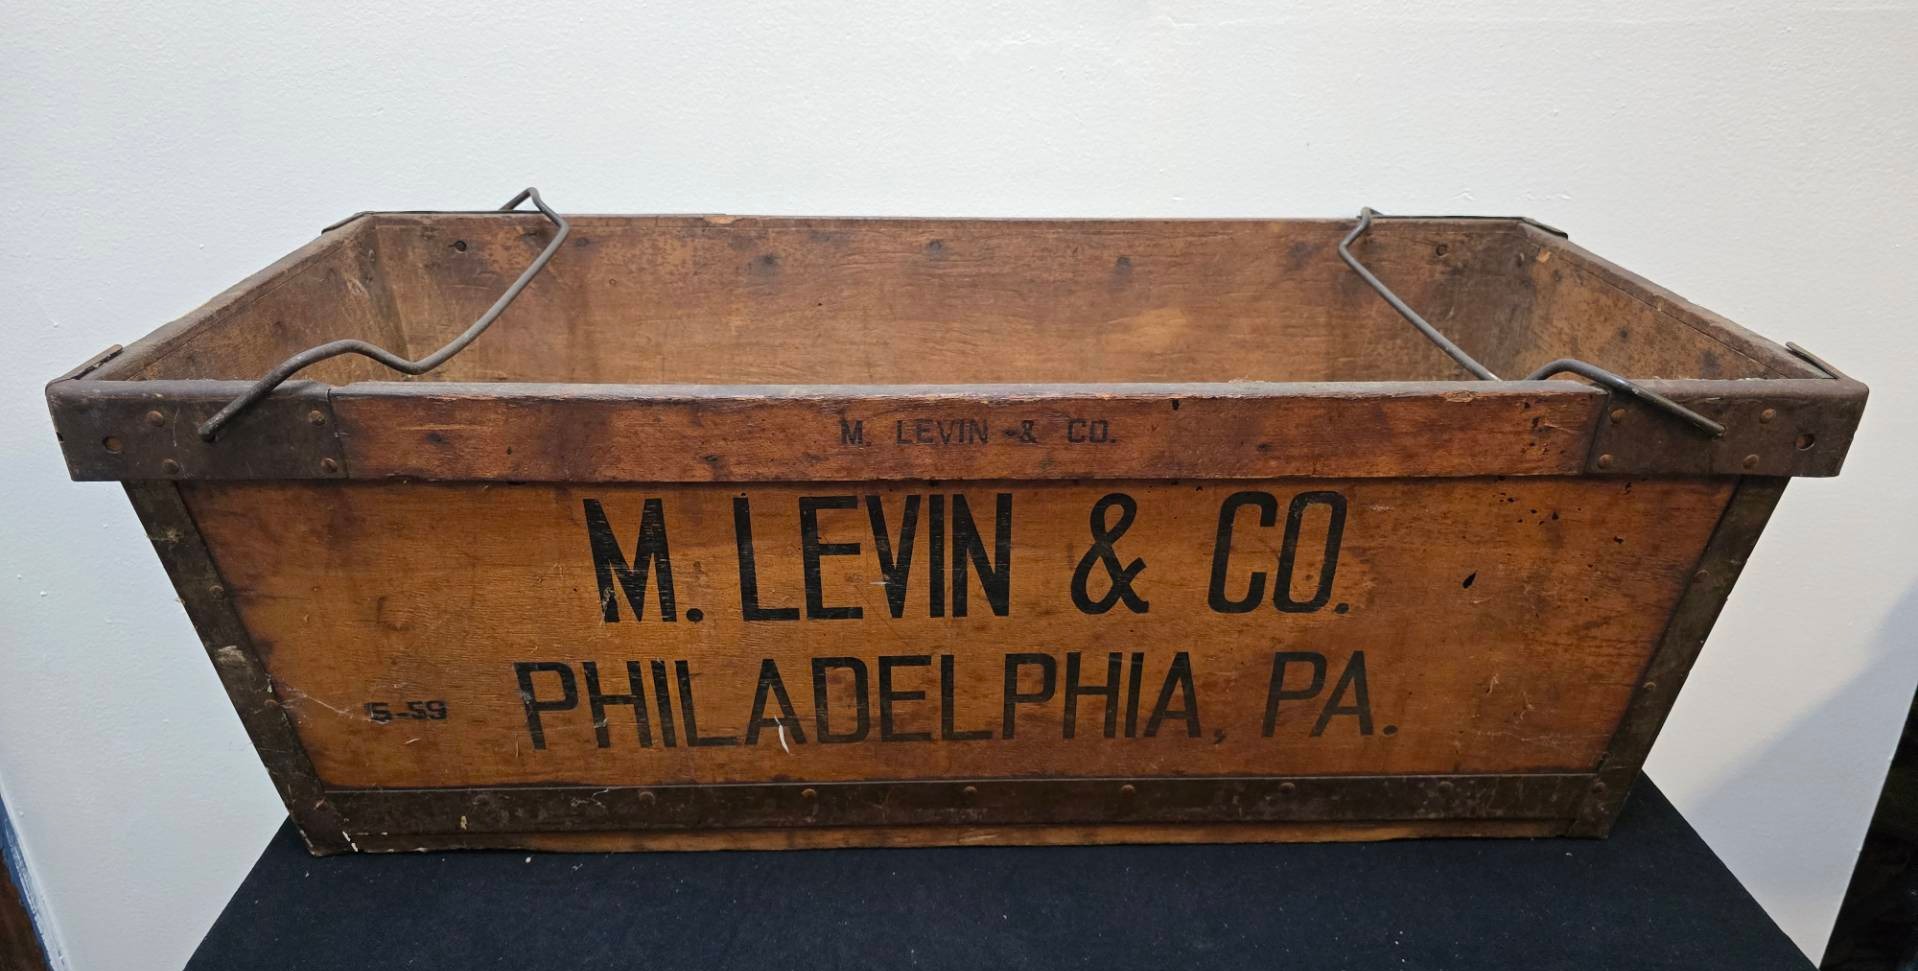 M. LEVIN & CO.
M. LEVIN & CO.
PHILADELPHIA, PA.
5-59